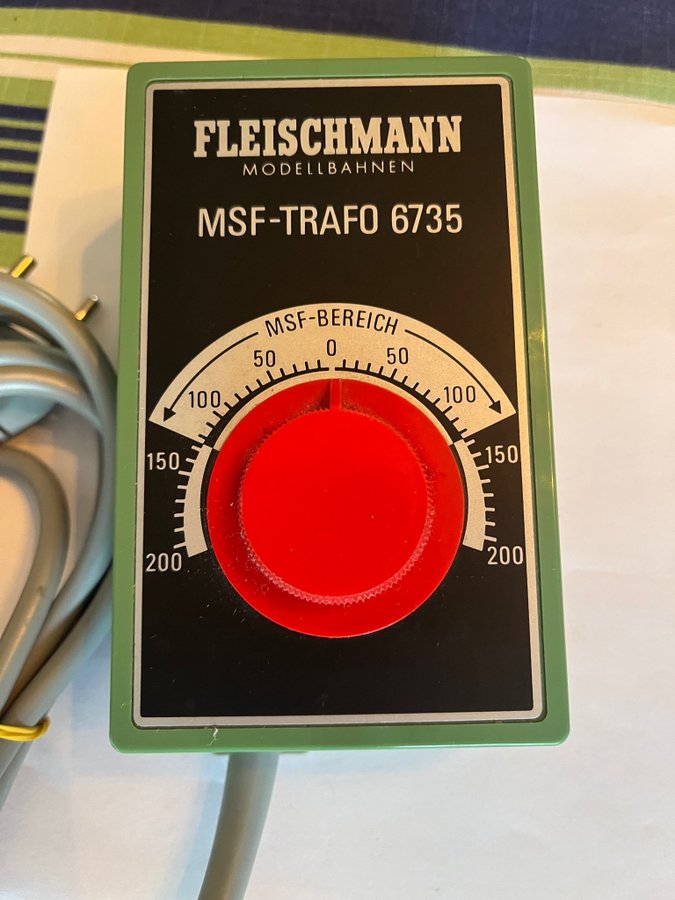 FLEISCHMANN
MODELLBAHNEN
MSF-TRAFO 6735
MSF-BEREICH
100 50 0 50 100
150 150
200 200